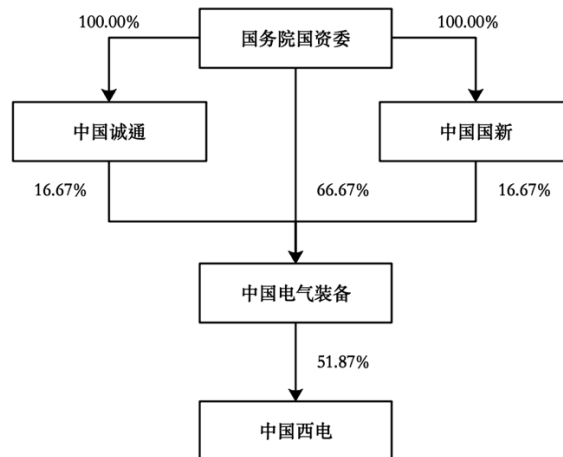 100.00%
国务院国资委
100.00%
中国诚通
中国国新
16.67%
66.67%
16.67%
中国电气装备
51.87%
中国西电